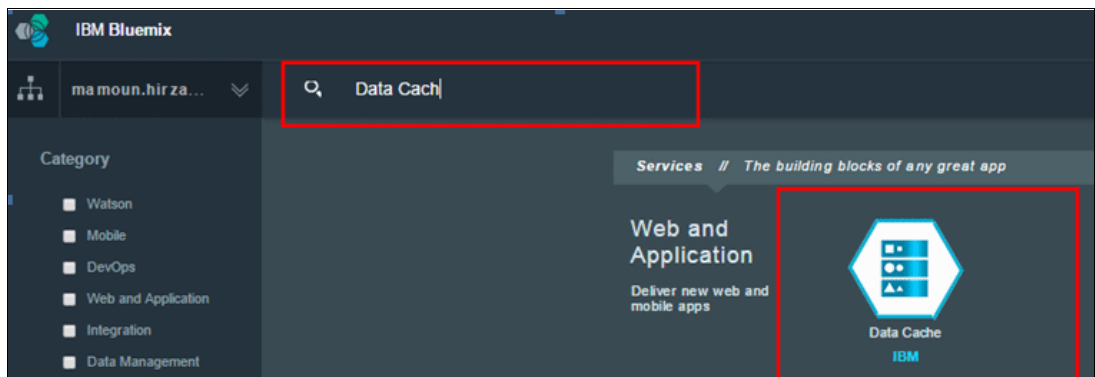 IBM Bluemix
mamoun.hirza...
Data Cach
Category
Watson
Mobile
DevOps
Web and Application
Integration
Data Management
Services // The building blocks of any great app
Web and
Application
Deliver new web and
mobile apps
Data Cache
IBM